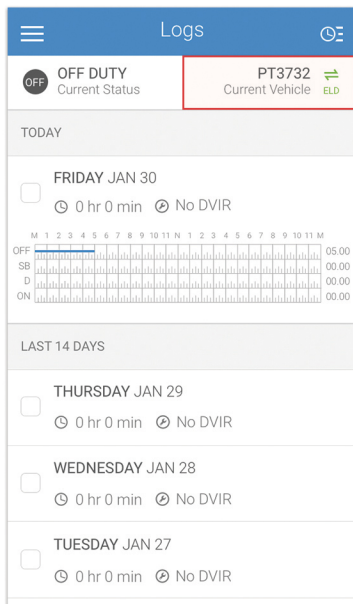 Logs
OFF
OFF DUTY
Current Status
PT3732
Current Vehicle
ELD
TODAY
FRIDAY JAN 30
0 hr 0 min No DVIR
M 1 2 3 4 5 6 7 8 9 10 11 N 1 2 3 4 5 6 7 8 9 10 11 M
OFF 05.00
SB 00.00
D 00.00
ON 00.00
LAST 14 DAYS
THURSDAY JAN 29
0 hr 0 min No DVIR
WEDNESDAY JAN 28
0 hr 0 min No DVIR
TUESDAY JAN 27
0 hr 0 min No DVIR